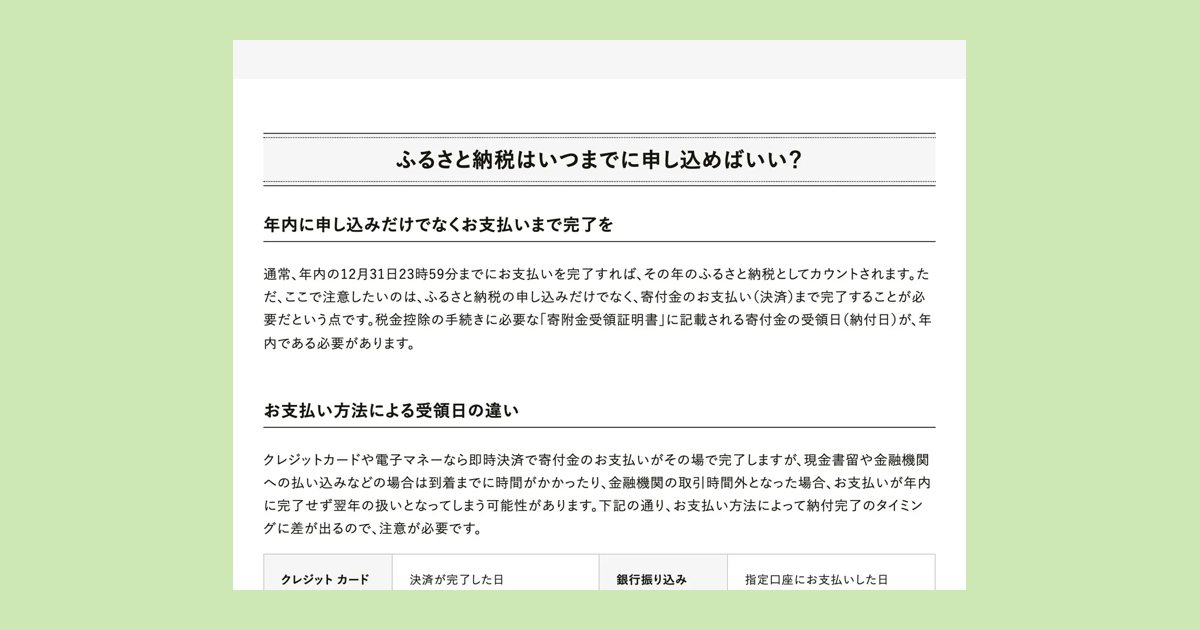 ふるさと納税はいつまでに申し込めばいい？
年内に申し込みだけでなくお支払いまで完了を
通常、年内の12月31日23時59分までにお支払いを完了すれば、その年のふるさと納税としてカウントされます。た
だ、ここで注意したいのは、ふるさと納税の申し込みだけでなく、寄付金のお支払い（決済）まで完了することが必
要だという点です。税金控除の手続きに必要な「寄附金受領証明書」に記載される寄付金の受領日（納付日）が、年
内である必要があります。
お支払い方法による受領日の違い
クレジットカードや電子マネーなら即時決済で寄付金のお支払いがその場で完了しますが、現金書留や金融機関
への払い込みなどの場合は到着までに時間がかかったり、金融機関の取引時間外となった場合、お支払いが年内
に完了せず翌年の扱いとなってしまう可能性があります。下記の通り、お支払い方法によって納付完了のタイミン
グに差が出るので、注意が必要です。
クレジット カード 決済が完了した日 銀行振り込み 指定口座にお支払いした日